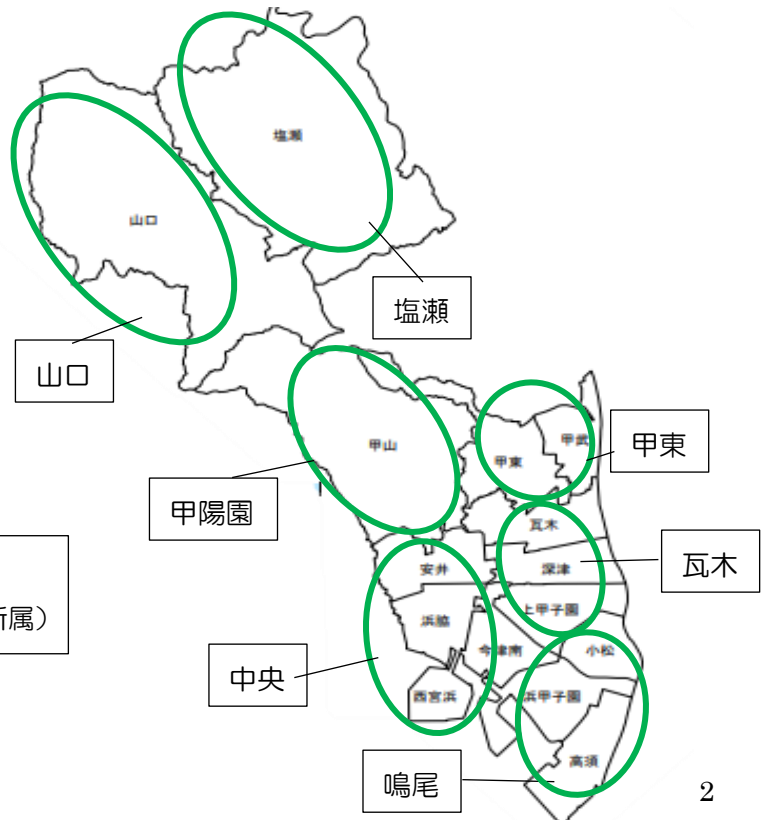 塩瀬
山口
塩瀬
山口
甲山
甲武
甲東
甲東
甲陽園
瓦木
深津
瓦木
安井
上甲子園
浜脇
今津南
小松
所属）
中央
西宮浜
浜甲子園
高須
鳴尾
2